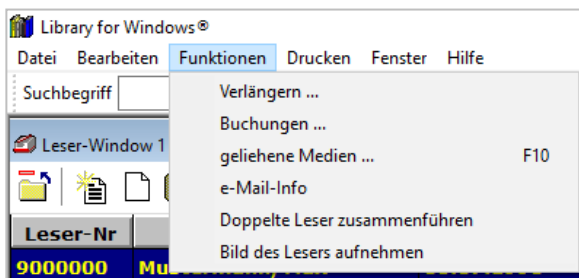 Library for Windows®
Datei Bearbeiten Funktionen Drucken Fenster Hilfe
Suchbegriff
Verlängern ...
Buchungen ...
geliehene Medien ... F10
e-Mail-Info
Doppelte Leser zusammenführen
Bild des Lesers aufnehmen
Leser-Window 1
Leser-Nr
9000000